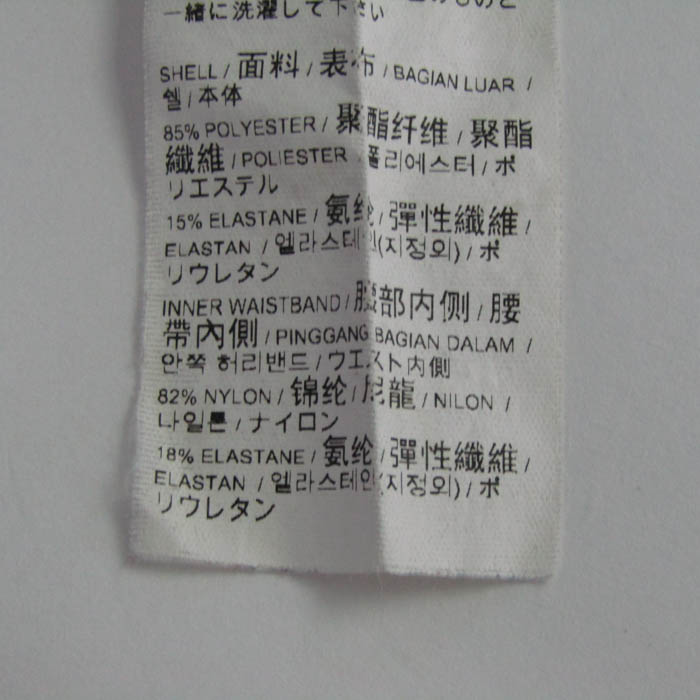 一緒に洗濯して下さい
SHELL / 面料 / 表布 / BAGIAN LUAR /
쉘 / 本体
85% POLYESTER / 聚酯纤维 / 聚酯
纖維 / POLIESTER / 폴리에스터 / ポ
リエステル
15% ELASTANE / 氨纶 / 彈性纖維 /
ELASTAN / 엘라스테인(지정외) / ポ
リウレタン
INNER WAISTBAND / 腰部内侧 / 腰
帶內側 / PINGGANG BAGIAN DALAM /
안쪽 허리밴드 / ウエスト内側
82% NYLON / 锦纶 / 尼龍 / NILON /
나일론 / ナイロン
18% ELASTANE / 氨纶 / 彈性纖維 /
ELASTAN / 엘라스테인(지정외) / ポ
リウレタン